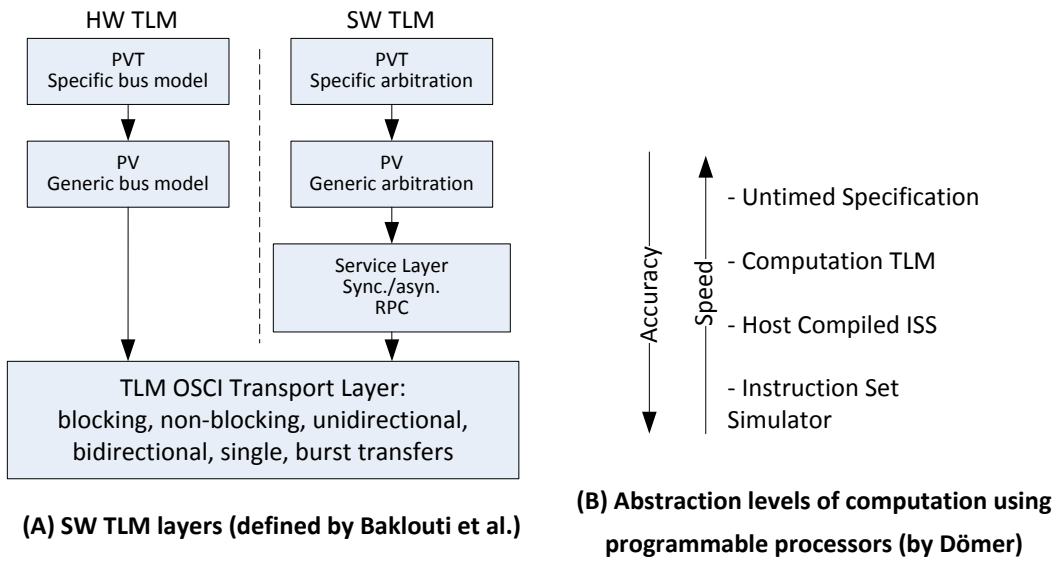 HW TLM
SW TLM
PVT
Specific bus model
PVT
Specific arbitration
PV
Generic bus model
PV
Generic arbitration
Service Layer
Sync./asyn.
RPC
TLM OSCI Transport Layer:
blocking, non-blocking, unidirectional,
bidirectional, single, burst transfers
(A) SW TLM layers (defined by Baklouti et al.)
Accuracy
Speed
- Untimed Specification
- Computation TLM
- Host Compiled ISS
- Instruction Set
Simulator
(B) Abstraction levels of computation using
programmable processors (by Dömer)